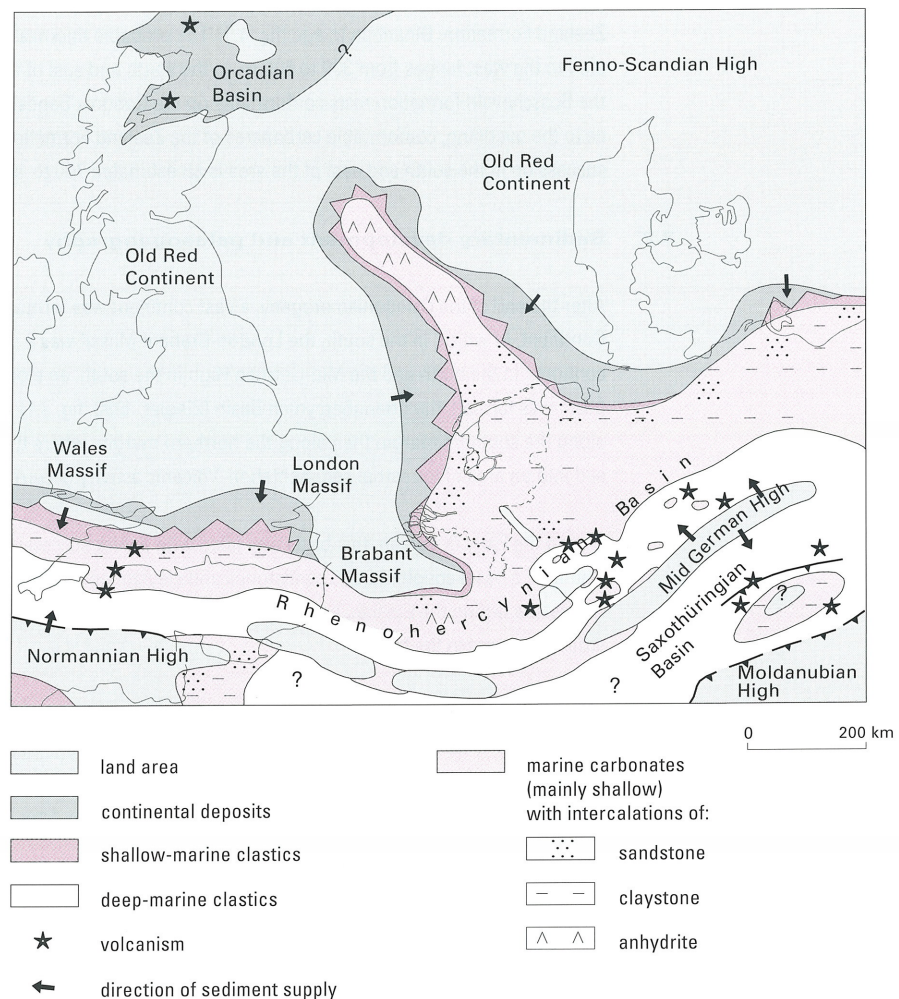 Orcadian
Basin
?
Fenno-Scandian High
Old Red
Continent
Old Red
Continent
Wales
Massif
London
Massif
Brabant
Massif
Rhenohercynian Basin
Mid German High
Saxothüringian
Basin
?
Normannian High
?
?
Moldanubian
High
0 200 km
land area
continental deposits
shallow-marine clastics
deep-marine clastics
volcanism
direction of sediment supply
marine carbonates
(mainly shallow)
with intercalations of:
sandstone
claystone
anhydrite